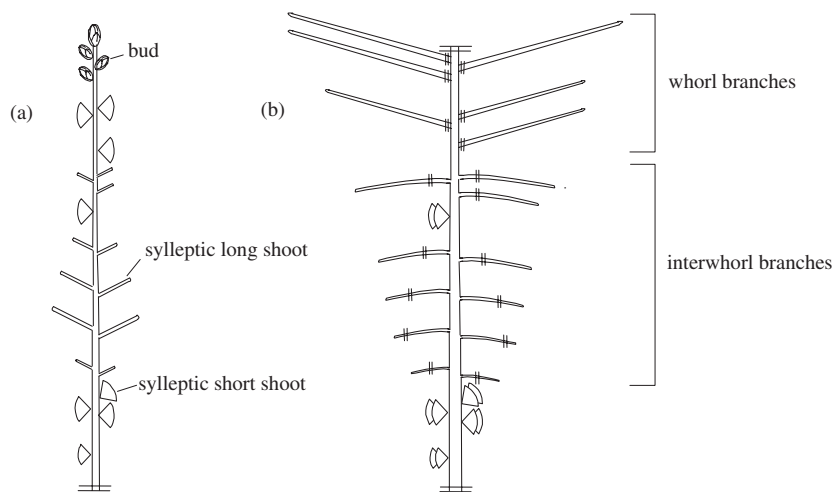 bud
(a)
(b)
whorl branches
sylleptic long shoot
interwhorl branches
sylleptic short shoot